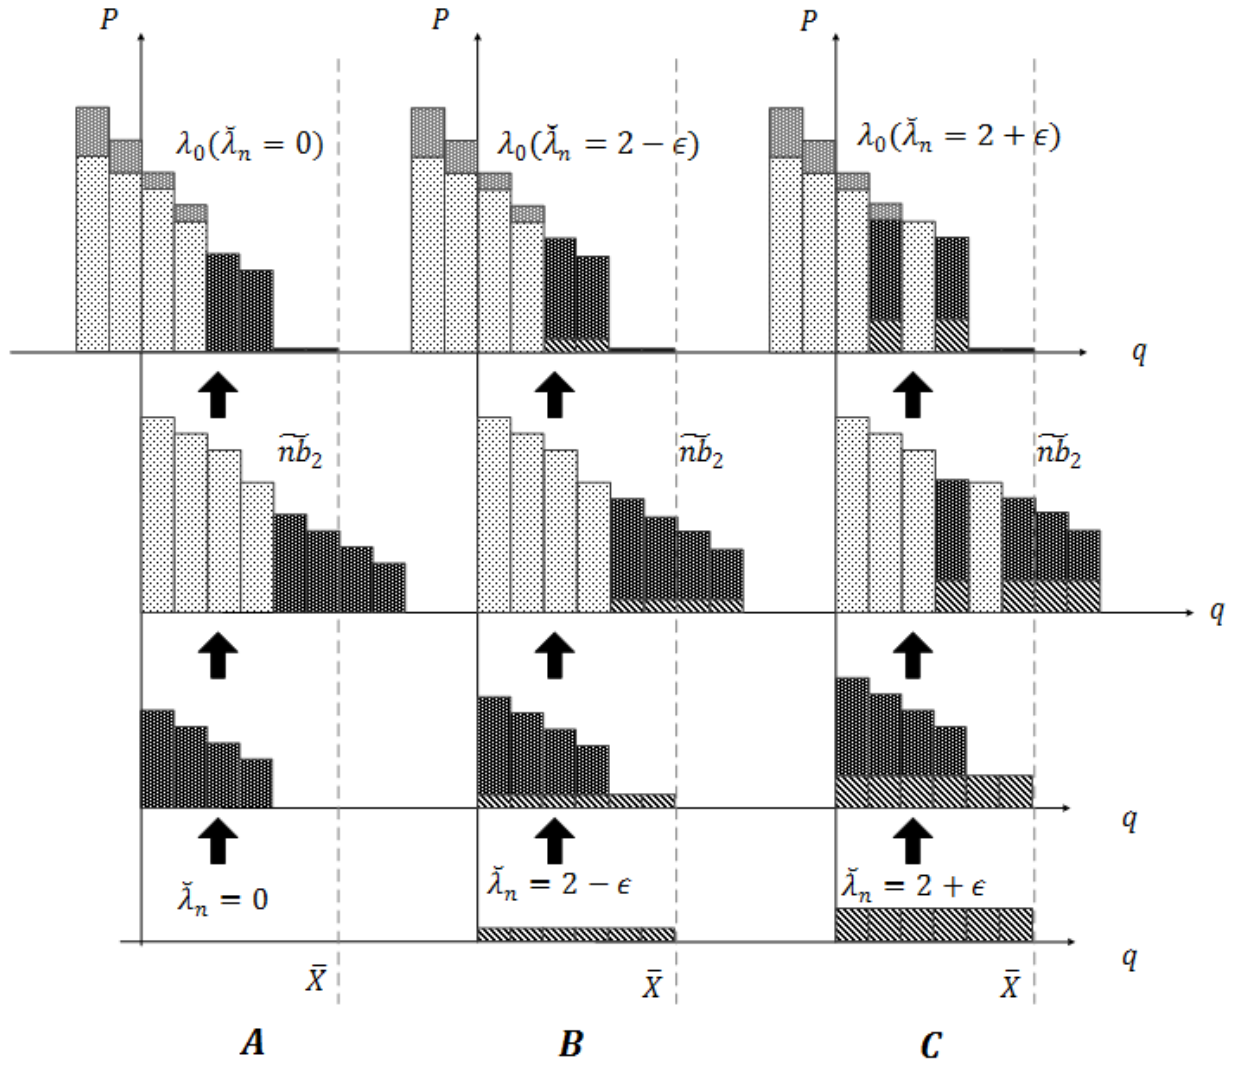 P P P
λ₀(λ̆ₙ = 0) λ₀(λ̆ₙ = 2 − ϵ) λ₀(λ̆ₙ = 2 + ϵ)
q
ñb₂ ñb₂ ñb₂
q
q
λ̆ₙ = 0 λ̆ₙ = 2 − ϵ λ̆ₙ = 2 + ϵ
q
X̄ X̄ X̄
A B C